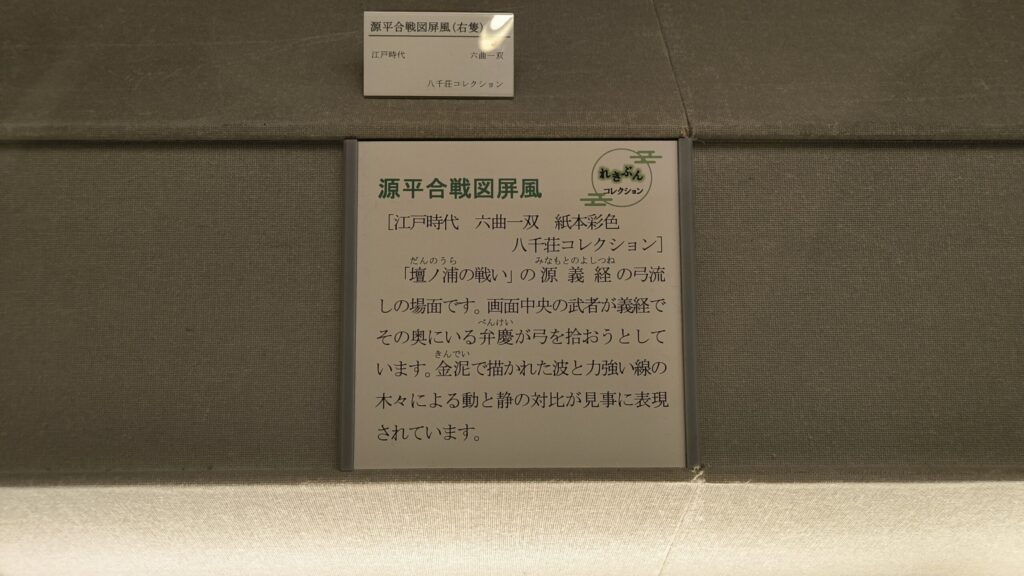 源平合戦図屏風(右隻)
江戸時代　六曲一双
八千荘コレクション
れきぶん
コレクション
源平合戦図屏風
［江戸時代　六曲一双　紙本彩色
八千荘コレクション］
だんのうら　みなもとのよしつね
「壇ノ浦の戦い」の源義経の弓流
しの場面です。画面中央の武者が義経で
べんけい
その奥にいる弁慶が弓を拾おうとして
きんでい
います。金泥で描かれた波と力強い線の
木々による動と静の対比が見事に表現
されています。